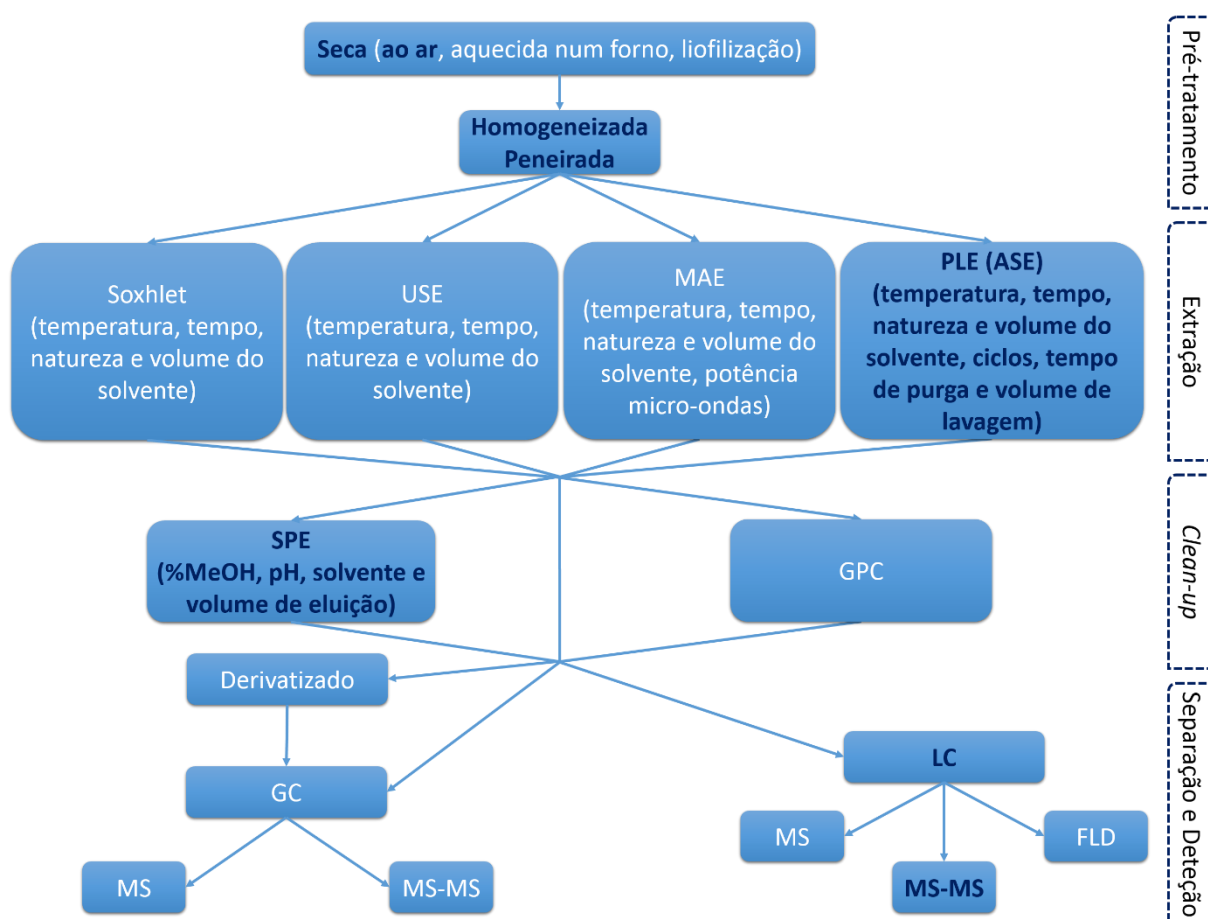 Seca (ao ar, aquecida num forno, liofilização)
Homogeneizada
Peneirada
Pré-tratamento
Soxhlet
(temperatura, tempo,
natureza e volume do
solvente)
USE
(temperatura, tempo,
natureza e volume do
solvente)
MAE
(temperatura, tempo,
natureza e volume do
solvente, potência
micro-ondas)
PLE (ASE)
(temperatura, tempo,
natureza e volume do
solvente, ciclos, tempo
de purga e volume de
lavagem)
Extração
SPE
(%MeOH, pH, solvente e
volume de eluição)
GPC
Clean-up
Derivatizado
GC
MS
MS-MS
LC
MS
MS-MS
FLD
Separação e Deteção